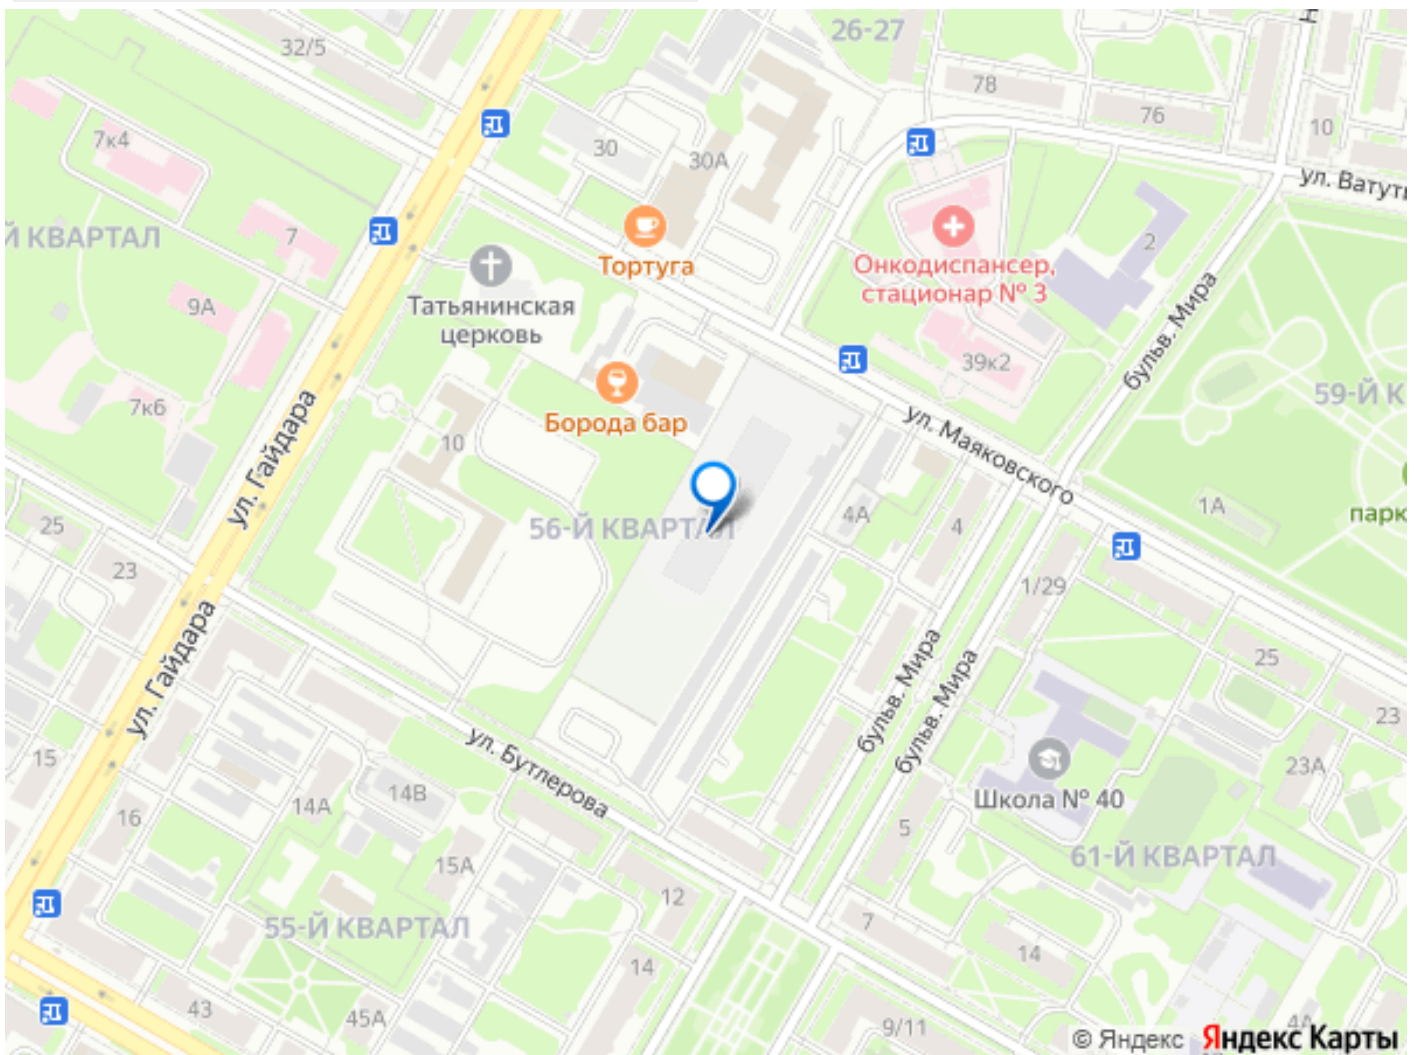 26-27
32/5
78
76
10
30
30А
7к4
ул. Ватути
Й КВАРТАЛ
7
2
Тортуга
Онкодиспансер,
стационар № 3
Татьянинская
церковь
9А
бульв. Мира
39к2
7к6
59-Й К
Борода бар
10
ул. Гайдара
ул. Маяковского
56-Й КВАРТАЛ
4А
4
1А
парк
25
23
1/29
ул. Гайдара
бульв. Мира
бульв. Мира
25
23
ул. Бутлерова
15
14А
14В
16
Школа № 40
23А
5
61-Й КВАРТАЛ
15А
12
55-Й КВАРТАЛ
7
14
14
43
45А
9/11
4А
© Яндекс Яндекс Карты